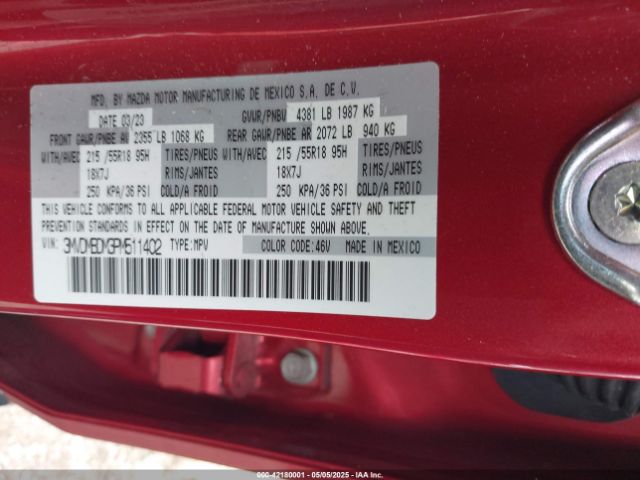 MFD. BY MAZDA MOTOR MANUFACTURING DE MEXICO S.A. DE C.V.
DATE 03/23 GVWR/PNBV 4381 LB 1987 KG
FRONT GAWR/PNBE AV 2355 LB 1068 KG REAR GAWR/PNBE AR 2072 LB 940 KG
WITH/AVEC 215 /55R18 95H TIRES/PNEUS WITH/AVEC 215 /55R18 95H TIRES/PNEUS
18X7J RIMS/JANTES 18X7J RIMS/JANTES
250 KPA/36 PSI COLD/A FROID 250 KPA/36 PSI COLD/A FROID
THIS VEHICLE CONFORMS TO ALL APPLICABLE FEDERAL MOTOR VEHICLE SAFETY AND THEFT
PREVENTION STANDARDS IN EFFECT ON THE DATE OF MANUFACTURE SHOWN ABOVE.
VIN: 3MVDMBDM3PM511402 TYPE:MPV COLOR CODE:46V MADE IN MEXICO
060-42180001 - 05/05/2025 - IAAI.COM